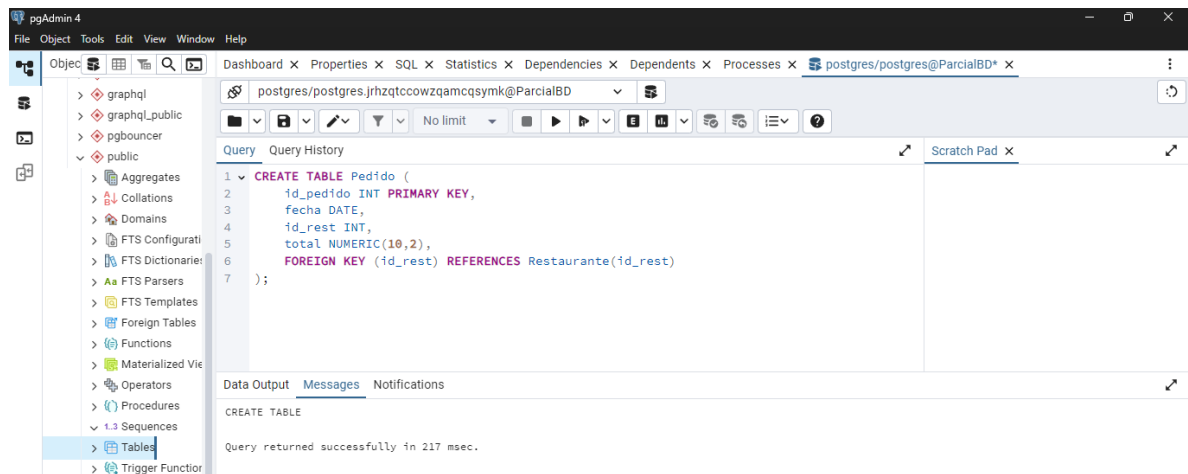 pgAdmin 4
File Object Tools Edit View Window Help
Objec
Dashboard x Properties x SQL x Statistics x Dependencies x Dependents x Processes x postgres/postgres@ParcialBD* x
graphql
graphql_public
pgbouncer
public
Aggregates
Collations
Domains
FTS Configurati
FTS Dictionaries
Aa FTS Parsers
FTS Templates
Foreign Tables
Functions
Materialized Vie
Operators
Procedures
1..3 Sequences
Tables
Trigger Function
postgres/postgres.jrhzqtccowzqamcqsymk@ParcialBD
No limit
Query Query History
Scratch Pad x
1 CREATE TABLE Pedido (
2 id_pedido INT PRIMARY KEY,
3 fecha DATE,
4 id_rest INT,
5 total NUMERIC(10,2),
6 FOREIGN KEY (id_rest) REFERENCES Restaurante(id_rest)
7 );
Data Output Messages Notifications
CREATE TABLE
Query returned successfully in 217 msec.